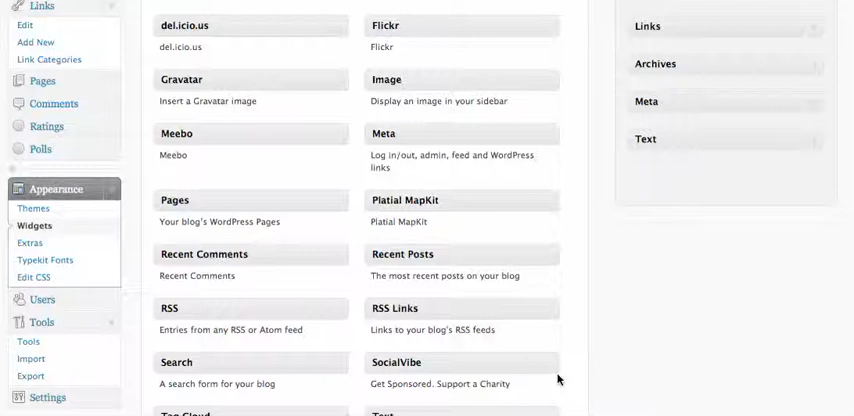 Links
Edit
Add New
Link Categories
Pages
Comments
Ratings
Polls
Appearance
Themes
Widgets
Extras
Typekit Fonts
Edit CSS
Users
Tools
Tools
Import
Export
Settings
del.icio.us
del.icio.us
Flickr
Flickr
Gravatar
Insert a Gravatar image
Image
Display an image in your sidebar
Meebo
Meebo
Meta
Log in/out, admin, feed and WordPress
links
Pages
Your blog's WordPress Pages
Platial MapKit
Platial MapKit
Recent Comments
Recent Comments
Recent Posts
The most recent posts on your blog
RSS
Entries from any RSS or Atom feed
RSS Links
Links to your blog's RSS feeds
Search
A search form for your blog
SocialVibe
Get Sponsored. Support a Charity
Tag Cloud
Text
Links
Archives
Meta
Text